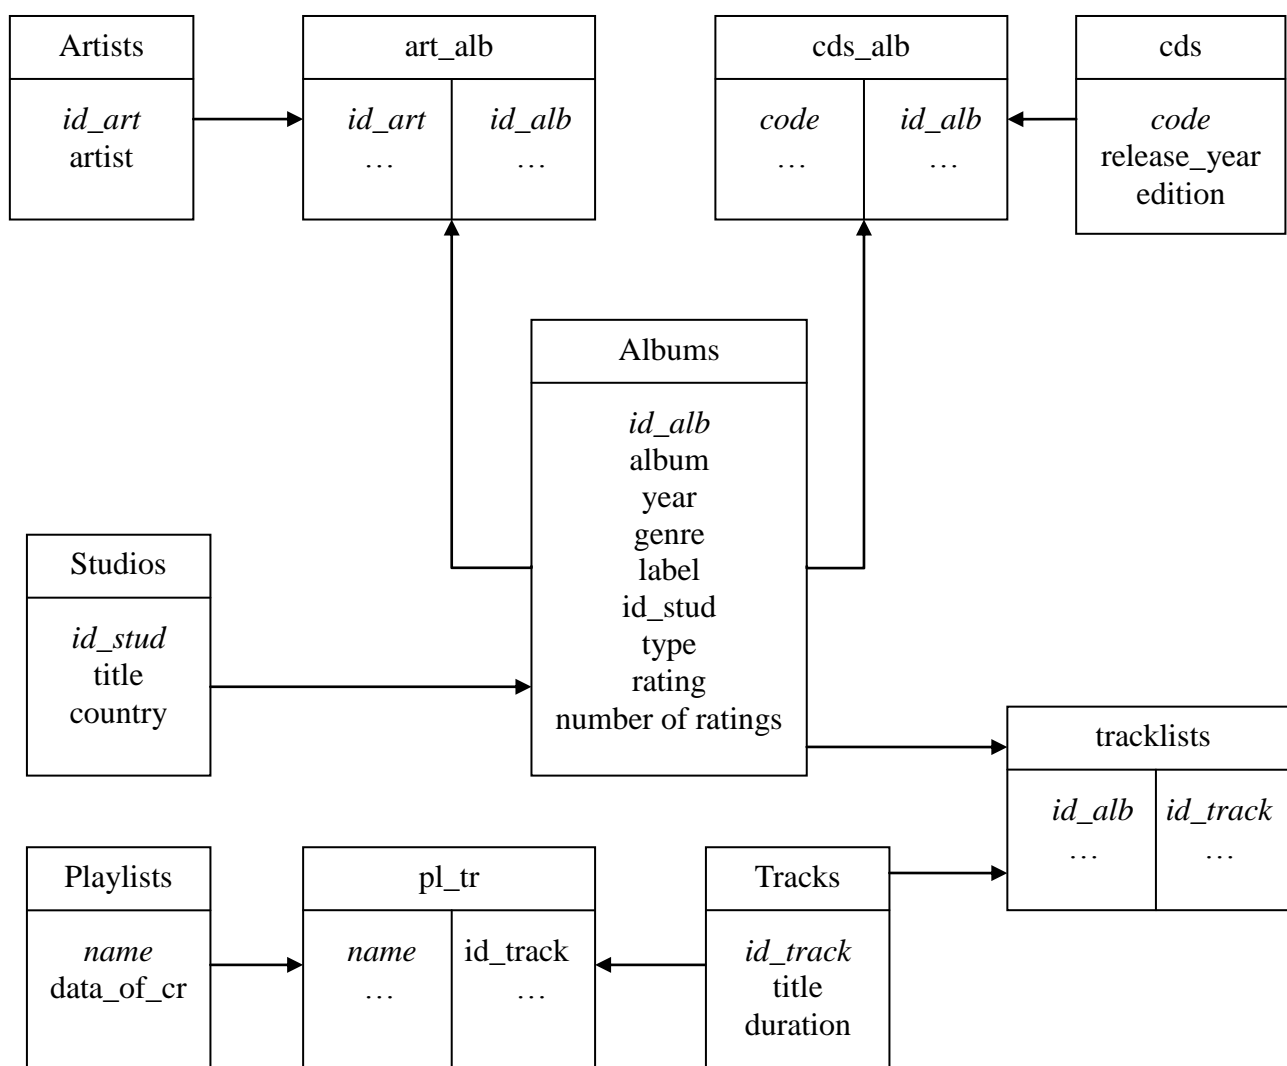 Artists
id_art
artist
art_alb
id_art
…
id_alb
…
cds_alb
code
…
id_alb
…
cds
code
release_year
edition
Albums
id_alb
album
year
genre
label
id_stud
type
rating
number of ratings
Studios
id_stud
title
country
tracklists
id_alb
…
id_track
…
Playlists
name
data_of_cr
pl_tr
name
…
id_track
…
Tracks
id_track
title
duration